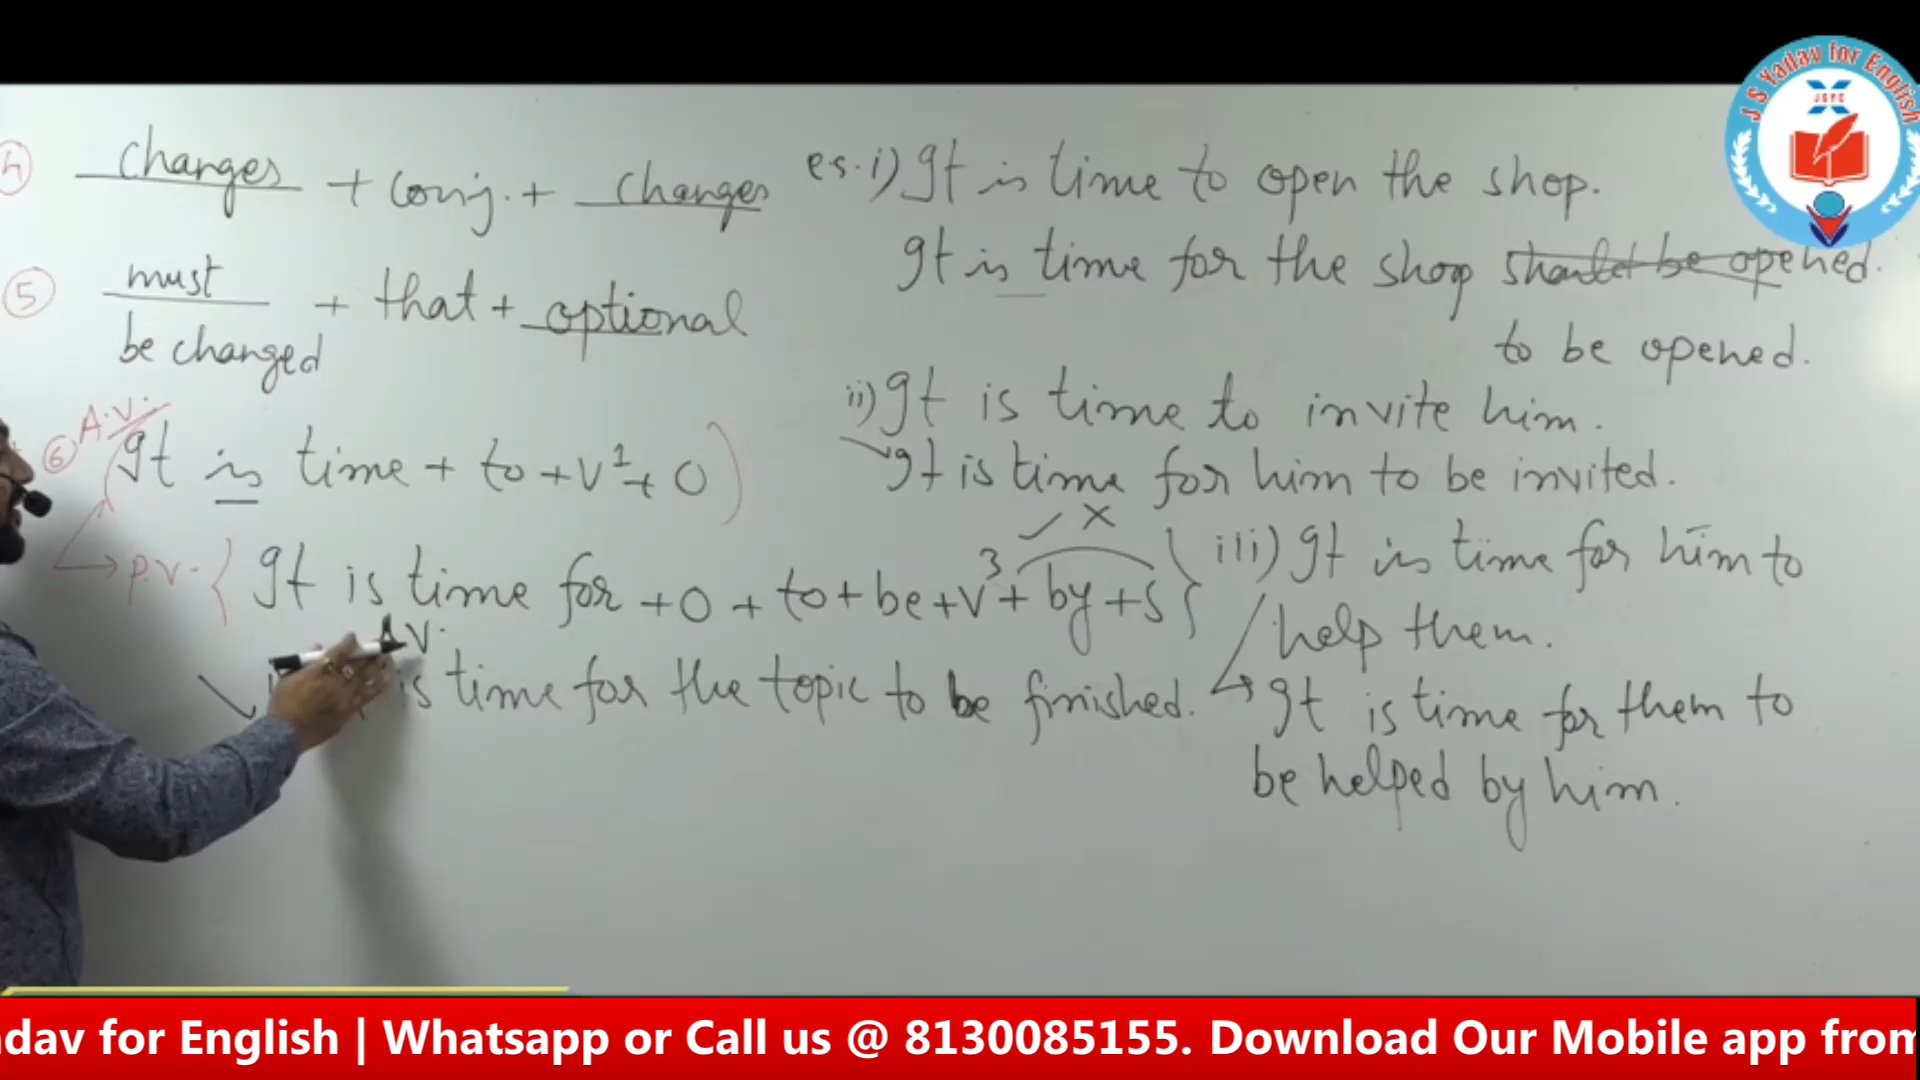 4) changes + conj. + changes
5 must be changed + that + optional
A.V.
6 It is time + to + V1 + O)
p.v. { It is time for + O + to + be + V3 + by + S }
✓ X
A.V.
is time for the topic to be finished.
es. i) It is time to open the shop.
It is time for the shop should be opened.
to be opened.
ii) It is time to invite him.
It is time for him to be invited.
iii) It is time for him to
help them.
It is time for them to
be helped by him.
J S Yadav for English
JSYE
adav for English | Whatsapp or Call us @ 8130085155. Download Our Mobile app from